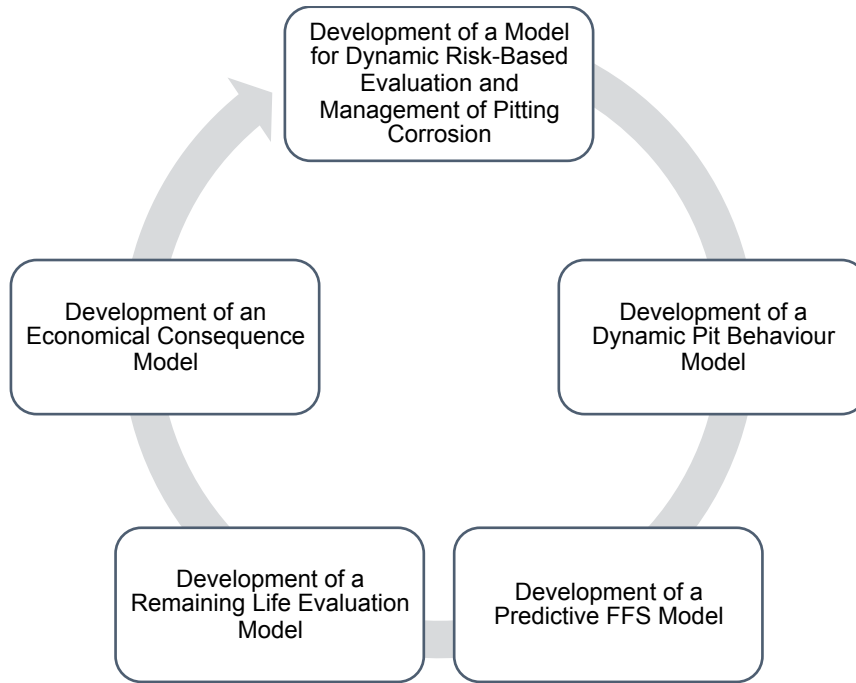 Development of a Model
for Dynamic Risk-Based
Evaluation and
Management of Pitting
Corrosion
Development of a
Dynamic Pit Behaviour
Model
Development of a
Predictive FFS Model
Development of a
Remaining Life Evaluation
Model
Development of an
Economical Consequence
Model